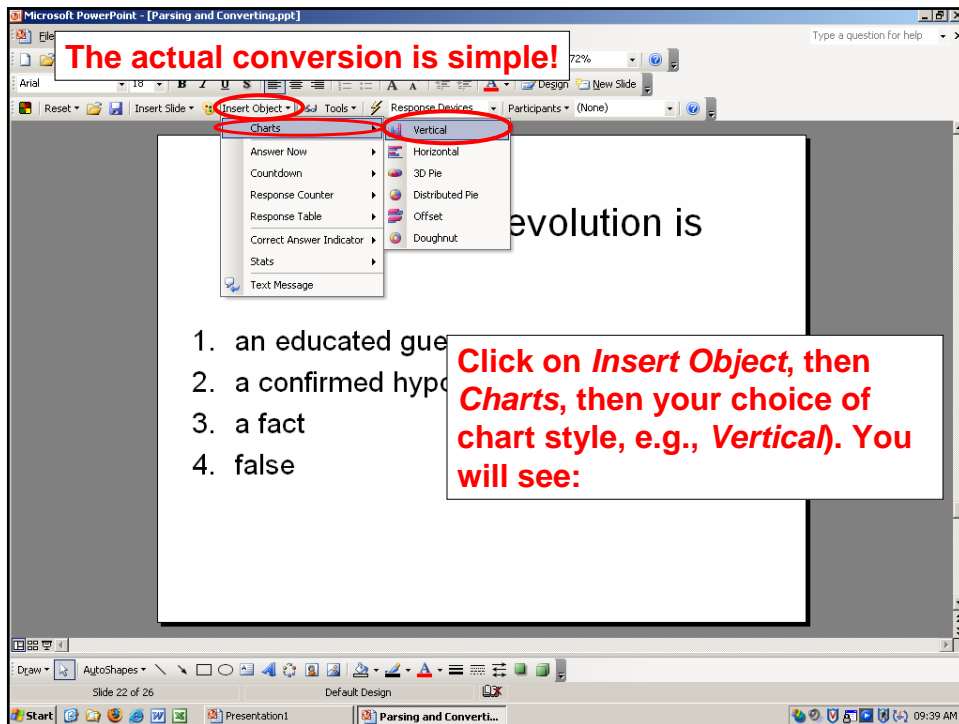 Microsoft PowerPoint - [Parsing and Converting.ppt]
File
Type a question for help
The actual conversion is simple!
72%
Arial 18 B I U S A A A Design New Slide
Reset Insert Slide Insert Object Tools Response Devices Participants (None)
Charts
Answer Now
Countdown
Response Counter
Response Table
Correct Answer Indicator
Stats
Text Message
Vertical
Horizontal
3D Pie
Distributed Pie
Offset
Doughnut
evolution is
1. an educated gue
2. a confirmed hypo
3. a fact
4. false
Click on Insert Object, then
Charts, then your choice of
chart style, e.g., Vertical). You
will see:
Draw AutoShapes
Slide 22 of 26 Default Design
Start Presentation1 Parsing and Converti... 09:39 AM